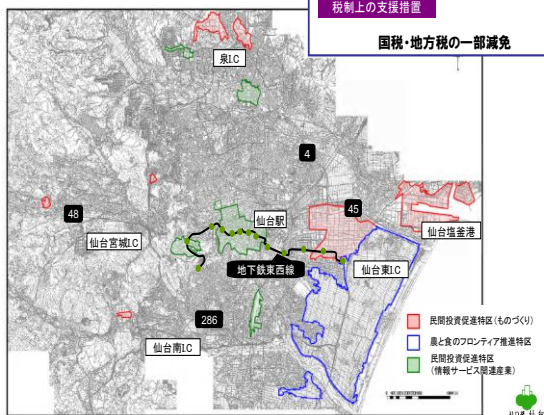 税制上の支援措置
国税・地方税の一部減免
泉I.C
4
48
仙台駅
45
仙台塩釜港
仙台宮城I.C
地下鉄東西線
仙台東I.C
286
仙台南I.C
民間投資促進特区(ものづくり)
農と食のフロンティア推進特区
民間投資促進特区
(情報サービス関連産業)